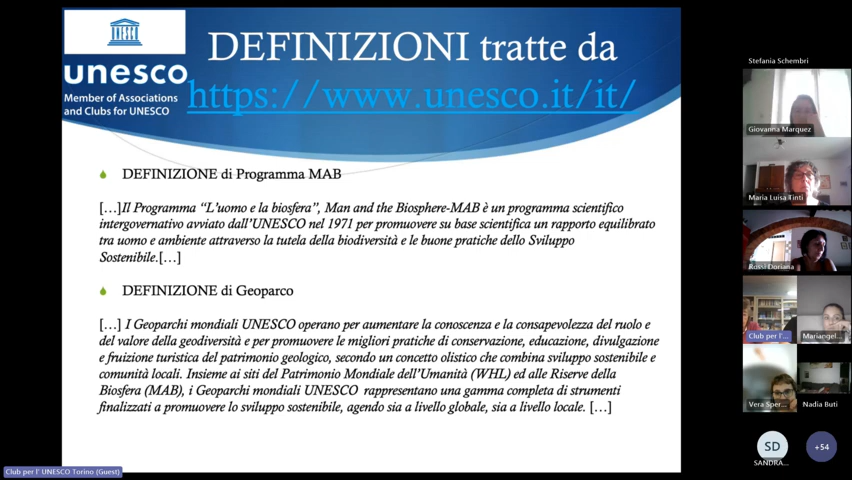 unesco
Member of Associations
and Clubs for UNESCO
DEFINIZIONI tratte da
https://www.unesco.it/it/
DEFINIZIONE di Programma MAB
[…]Il Programma “L’uomo e la biosfera”, Man and the Biosphere-MAB è un programma scientifico
intergovernativo avviato dall’UNESCO nel 1971 per promuovere su base scientifica un rapporto equilibrato
tra uomo e ambiente attraverso la tutela della biodiversità e le buone pratiche dello Sviluppo
Sostenibile.[…]
DEFINIZIONE di Geoparco
[…] I Geoparchi mondiali UNESCO operano per aumentare la conoscenza e la consapevolezza del ruolo e
del valore della geodiversità e per promuovere le migliori pratiche di conservazione, educazione, divulgazione
e fruizione turistica del patrimonio geologico, secondo un concetto olistico che combina sviluppo sostenibile e
comunità locali. Insieme ai siti del Patrimonio Mondiale dell’Umanità (WHL) ed alle Riserve della
Biosfera (MAB), i Geoparchi mondiali UNESCO rappresentano una gamma completa di strumenti
finalizzati a promuovere lo sviluppo sostenibile, agendo sia a livello globale, sia a livello locale. […]
Club per l' UNESCO Torino (Guest)
Stefania Schembri
Giovanna Marquez
Maria Luisa Tinti
Rossi Doriana
Club per l'...
Mariangel...
Vera Sper...
Nadia Buti
SD
+54
SANDRA...